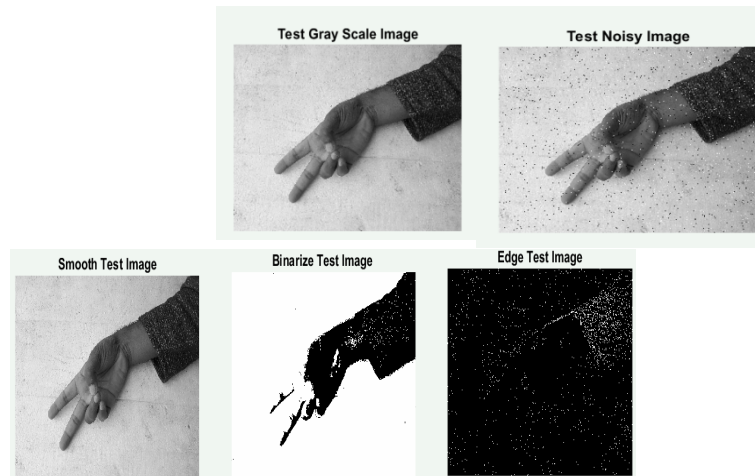 Test Gray Scale Image
Test Noisy Image
Smooth Test Image
Binarize Test Image
Edge Test Image